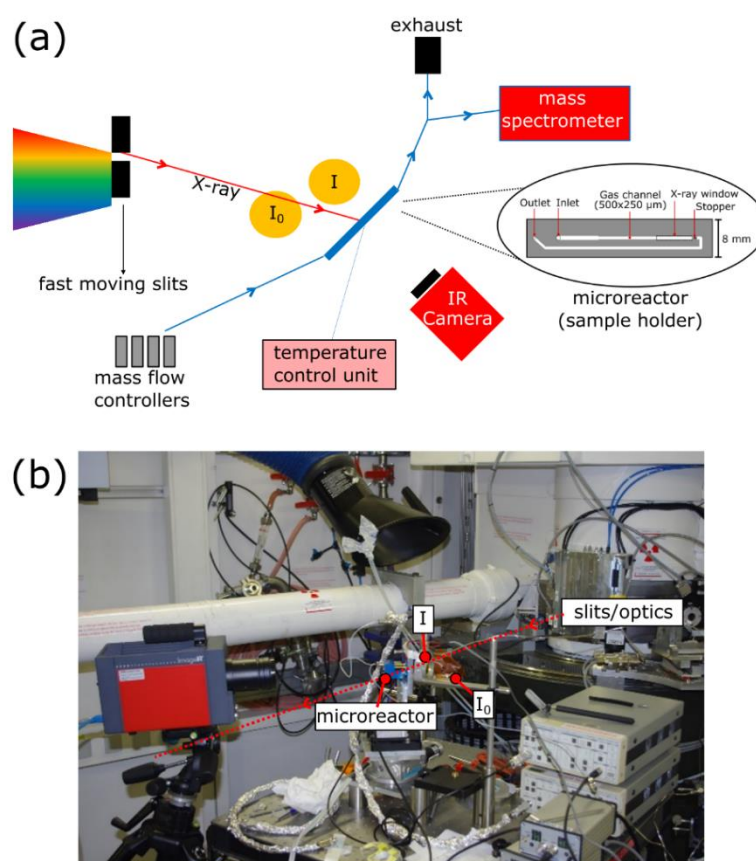 (a)
exhaust
mass
spectrometer
X-ray
I
I0
Outlet Inlet
Gas channel
(500x250 µm)
X-ray window
Stopper
8 mm
fast moving slits
IR
Camera
microreactor
(sample holder)
temperature
control unit
mass flow
controllers
(b)
slits/optics
I
microreactor
I0